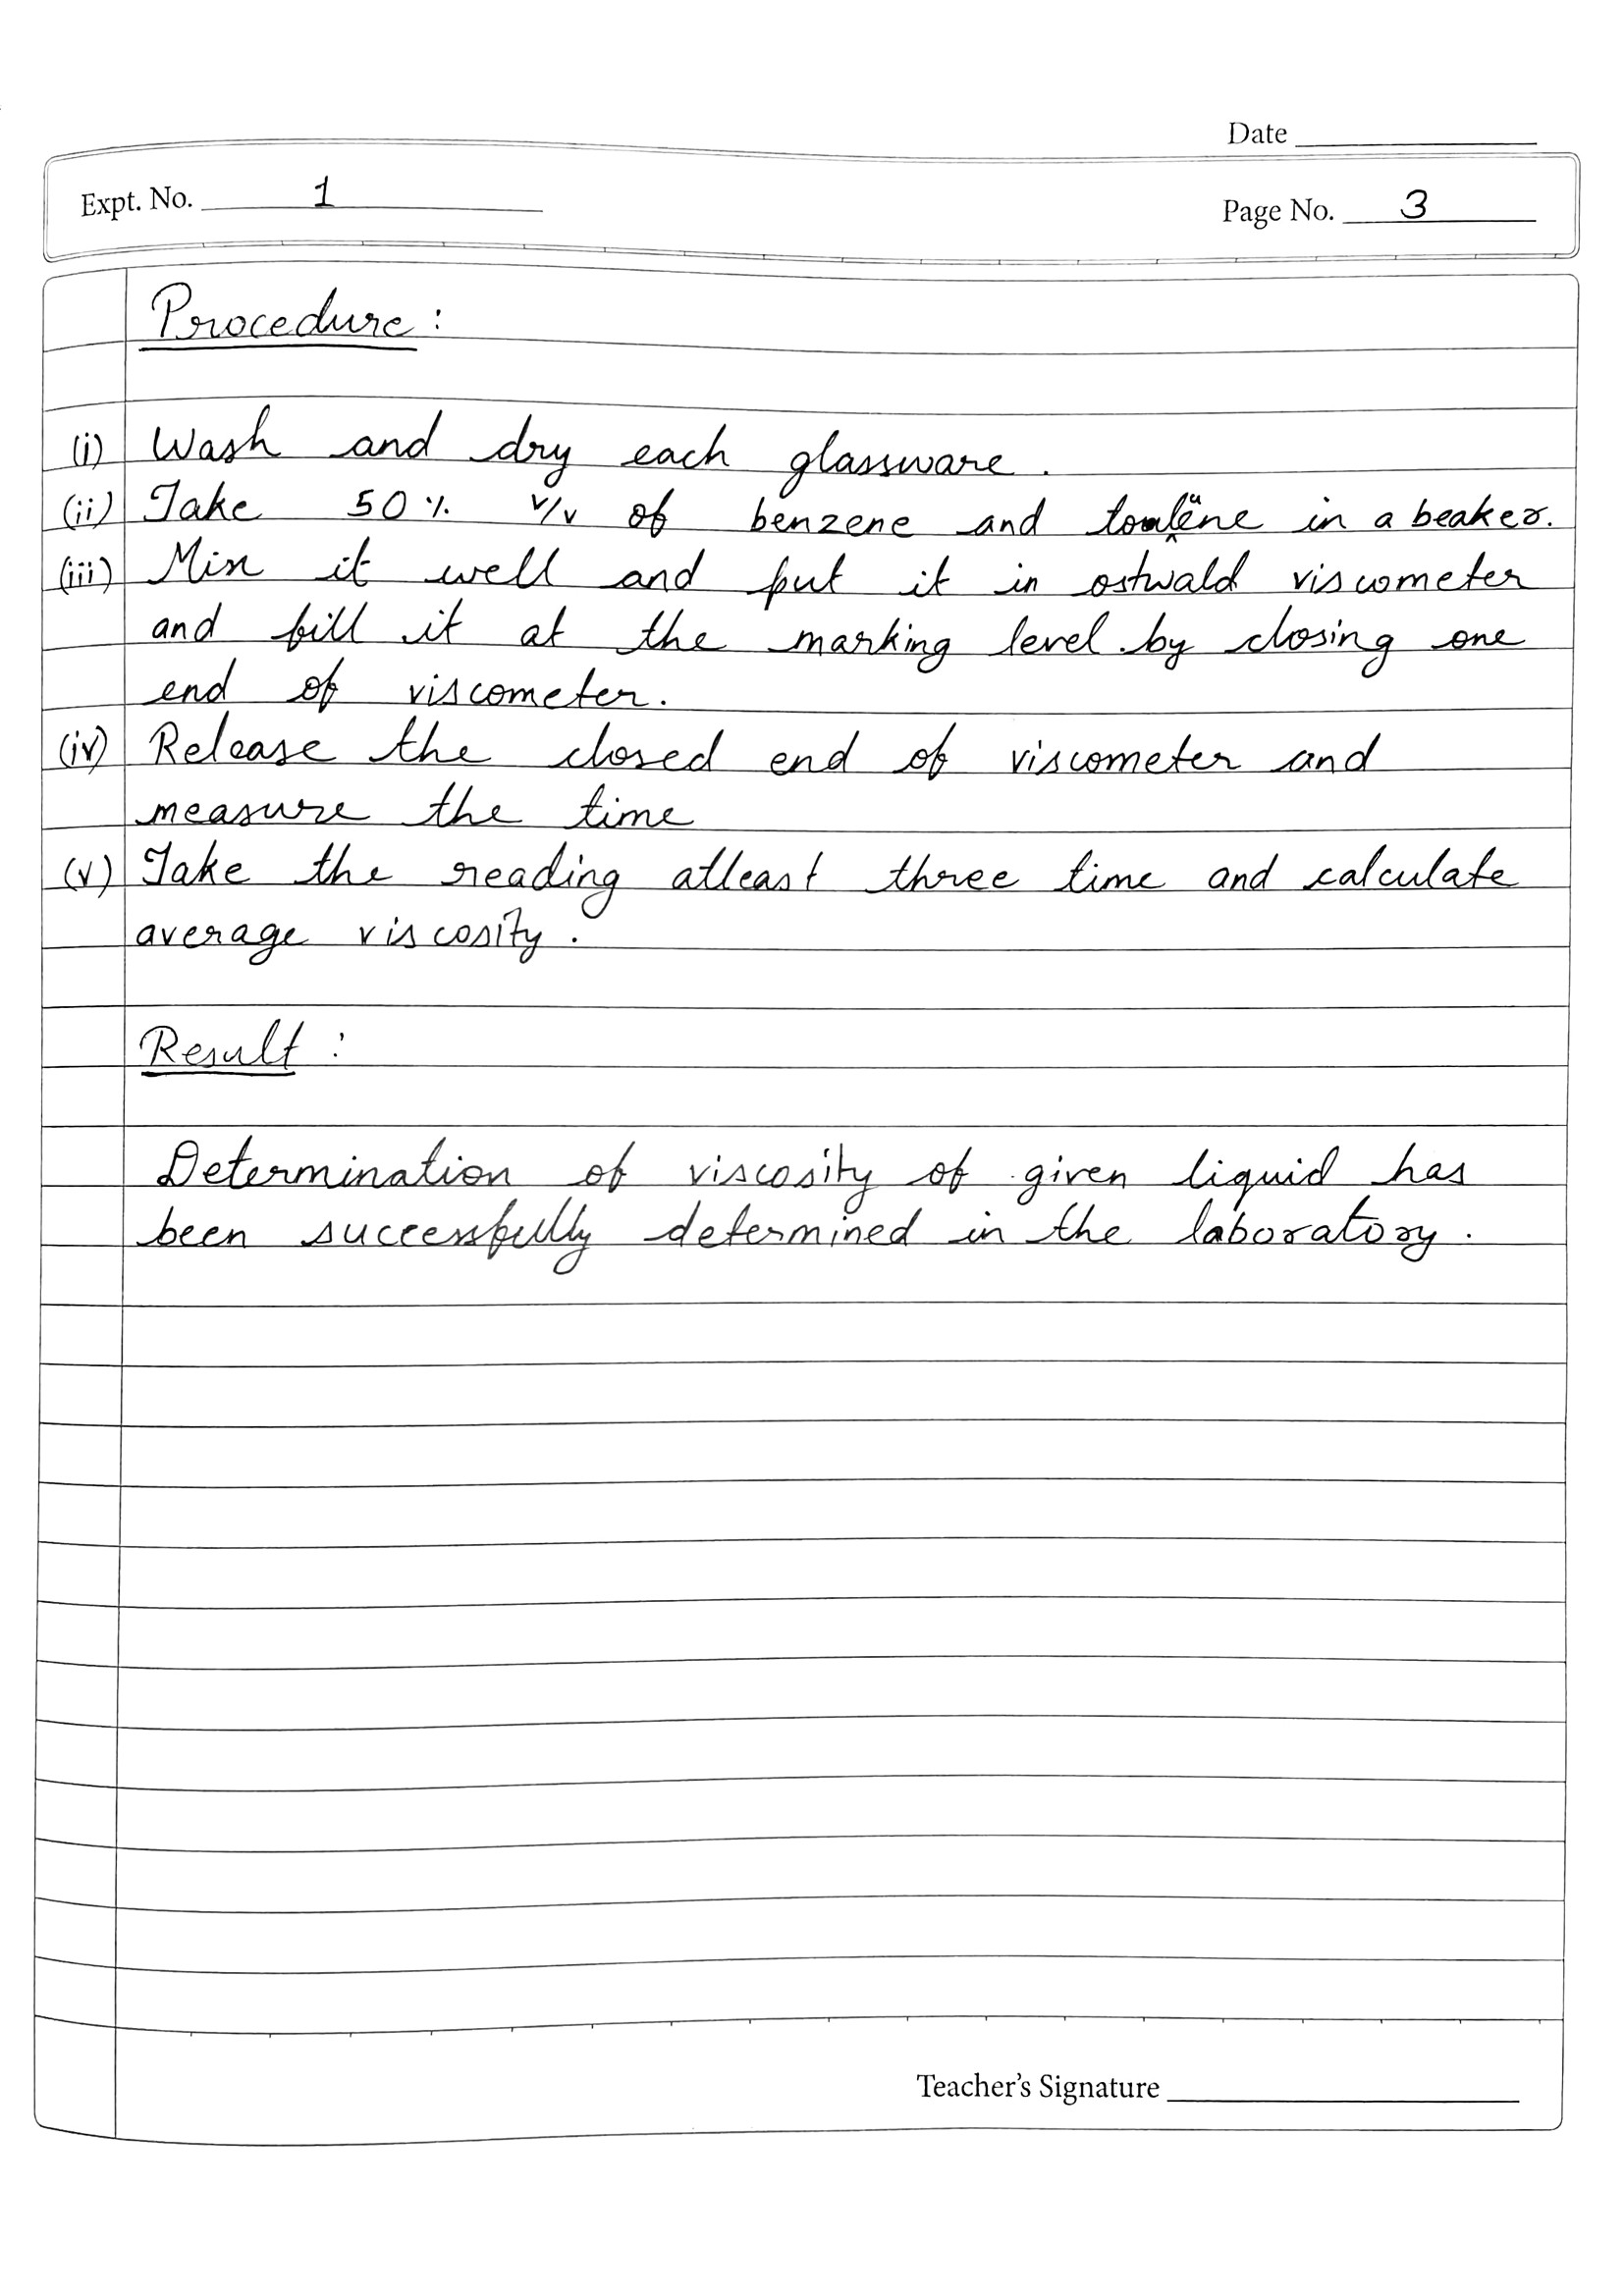 Date
Expt. No. 1
Page No. 3
Procedure :
(i) Wash and dry each glassware .
(ii) Take 50 % v/v of benzene and in a beaker.
(iii) Mix it well and put it in ostwald viscometer
and fill it at the marking level by closing one
end of viscometer.
(iv) Release the closed end of viscometer and
measure the time
(v) Take the reading atleast three time and calculate
average viscosity .
Result :
Determination of viscosity of given liquid has
been successfully determined in the laboratory .
Teacher's Signature